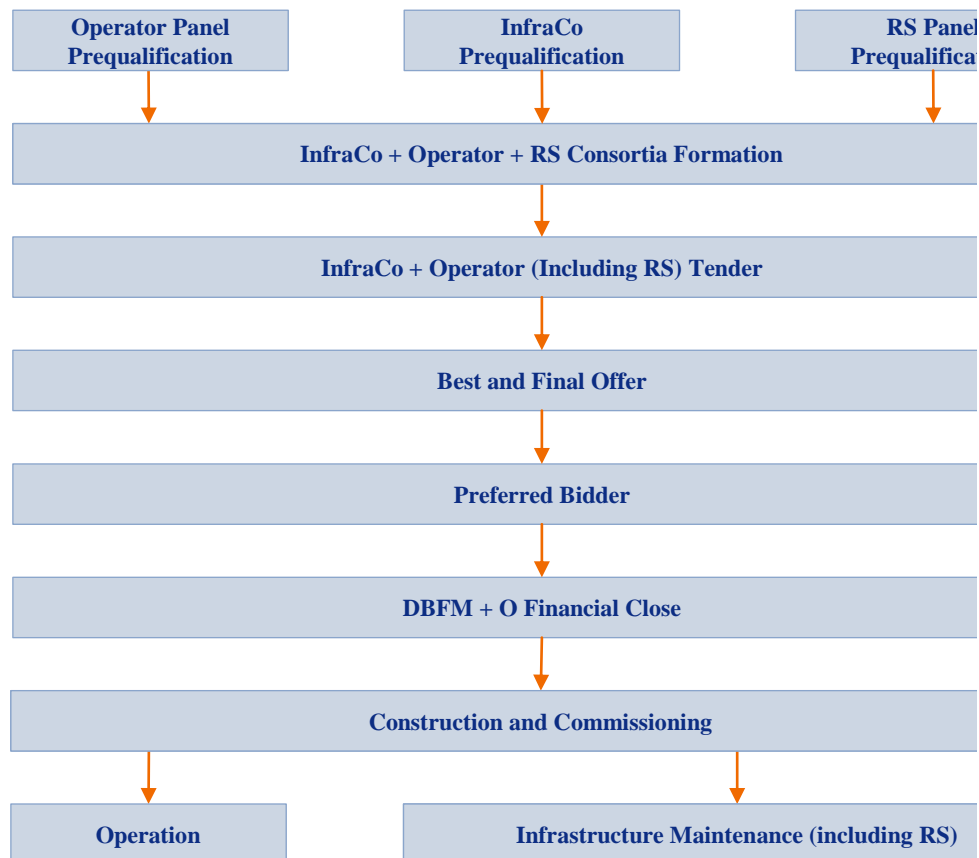 Operator Panel
Prequalification
InfraCo
Prequalification
RS Panel
InfraCo + Operator + RS Consortia Formation
InfraCo + Operator (Including RS) Tender
Best and Final Offer
Preferred Bidder
DBFM + O Financial Close
Construction and Commissioning
Operation
Infrastructure Maintenance (including RS)